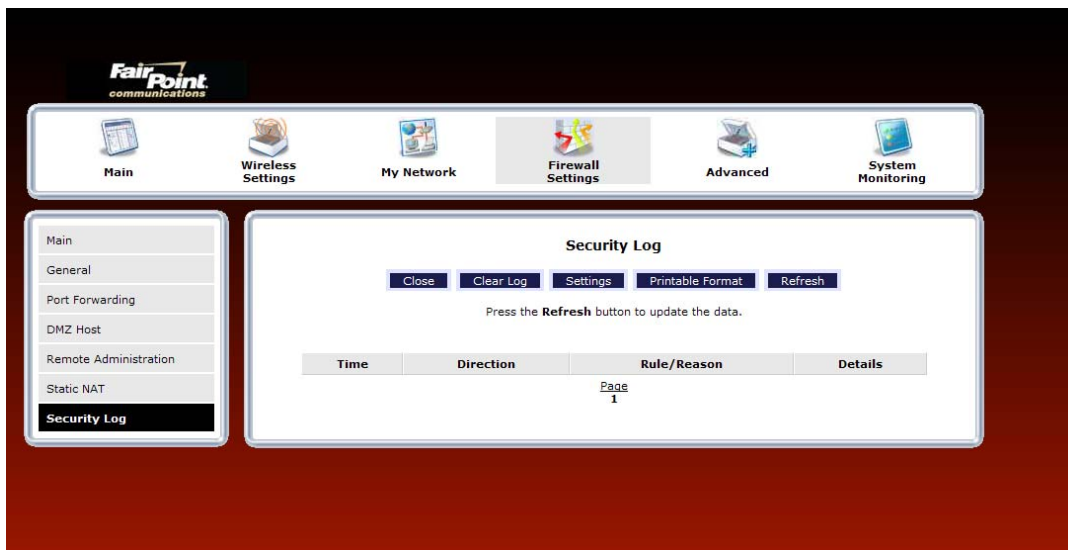 Fair
Point.
communications
Main
Wireless
Settings
My Network
Firewall
Settings
Advanced
System
Monitoring
Main
General
Port Forwarding
DMZ Host
Remote Administration
Static NAT
Security Log
Security Log
Close Clear Log Settings Printable Format Refresh
Press the Refresh button to update the data.
Time Direction Rule/Reason Details
Page
1